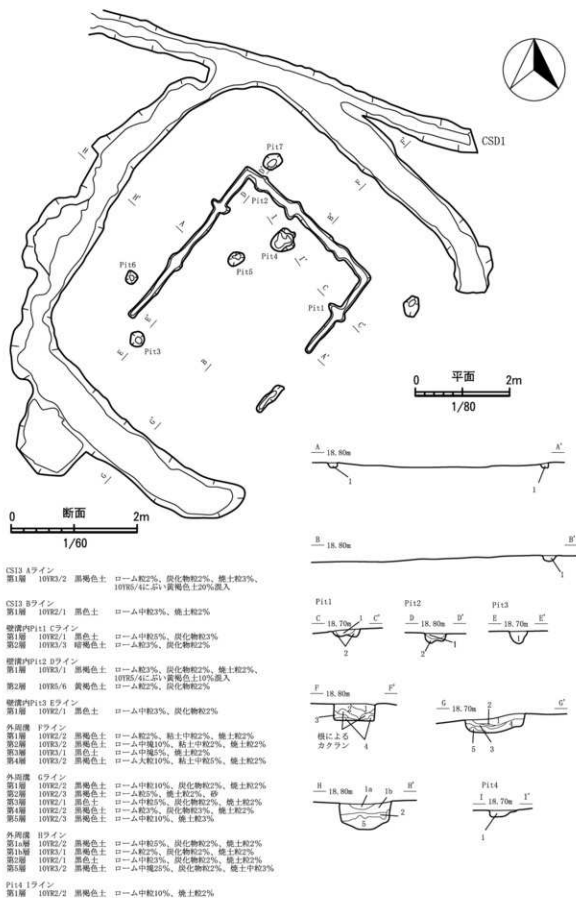 CSD1
Pit7
F'
H
H'
A
D'
D
Pit2
I
B'
F
Pit4
I'
Pit6
Pit5
C
Pit1
C'
E'
Pit3
E
B
A'
G'
G
0 平面 2m
1/80
0 断面 2m
1/60
A 18.80m A'
1 1
B 18.80m B'
1
Pit1 Pit2 Pit3
C 18.70m 1 C' D 18.80m D' E 18.70m E'
2 2 1
F 18.80m F' G 18.70m 2 G'
3 1 2 4 5 3
根による
カクラン
H 18.80m 1a 1b H' Pit4
2 I 18.70m I'
5 1
CSI3 Aライン
第1層 10YR3/2 黒褐色土 ローム粒2%、炭化物粒2%、焼土粒3%、
10YR5/4にぶい黄褐色土20%混入
CSI3 Bライン
第1層 10YR2/1 黒色土 ローム中粒3%、焼土粒2%
壁溝内Pit1 Cライン
第1層 10YR2/1 黒色土 ローム中粒5%、炭化物粒3%
第2層 10YR3/3 暗褐色土 ローム粒3%、炭化物粒2%
壁溝内Pit2 Dライン
第1層 10YR3/1 黒褐色土 ローム粒3%、炭化物粒2%、焼土粒2%、
10YR5/4にぶい黄褐色土10%混入
第2層 10YR5/6 黄褐色土 ローム粒2%、炭化物粒2%
壁溝内Pit3 Eライン
第1層 10YR2/1 黒色土 ローム中粒3%、炭化物粒2%
外周溝 Fライン
第1層 10YR2/2 黒褐色土 ローム粒2%、粘土中粒2%、焼土粒2%
第2層 10YR3/2 黒褐色土 ローム中塊10%、粘土中粒2%、焼土粒2%
第3層 10YR3/1 黒色土 ローム中塊5%、焼土粒2%
第4層 10YR3/2 黒褐色土 ローム大粒10%、粘土中粒5%、焼土粒2%
外周溝 Gライン
第1層 10YR2/2 黒褐色土 ローム中粒10%、炭化物粒2%、焼土粒2%
第2層 10YR2/3 黒褐色土 ローム粒5%、焼土粒2%、砂
第3層 10YR2/1 黒色土 ローム中粒5%、炭化物粒2%、焼土粒2%
第4層 10YR2/2 黒褐色土 ローム粒3%、炭化物粒3%、焼土粒2%
第5層 10YR2/3 黒褐色土 ローム中粒10%、焼土粒3%
外周溝 Hライン
第1a層 10YR2/2 黒褐色土 ローム中粒5%、炭化物粒2%、焼土粒2%
第1b層 10YR3/1 黒褐色土 ローム粒2%、炭化物粒2%、焼土粒2%
第2層 10YR2/1 黒色土 ローム中粒3%、炭化物粒2%、焼土粒2%
第5層 10YR3/2 黒褐色土 ローム中塊25%、炭化物粒2%、焼土中粒3%
Pit4 Iライン
第1層 10YR2/2 黒褐色土 ローム中粒10%、焼土粒2%